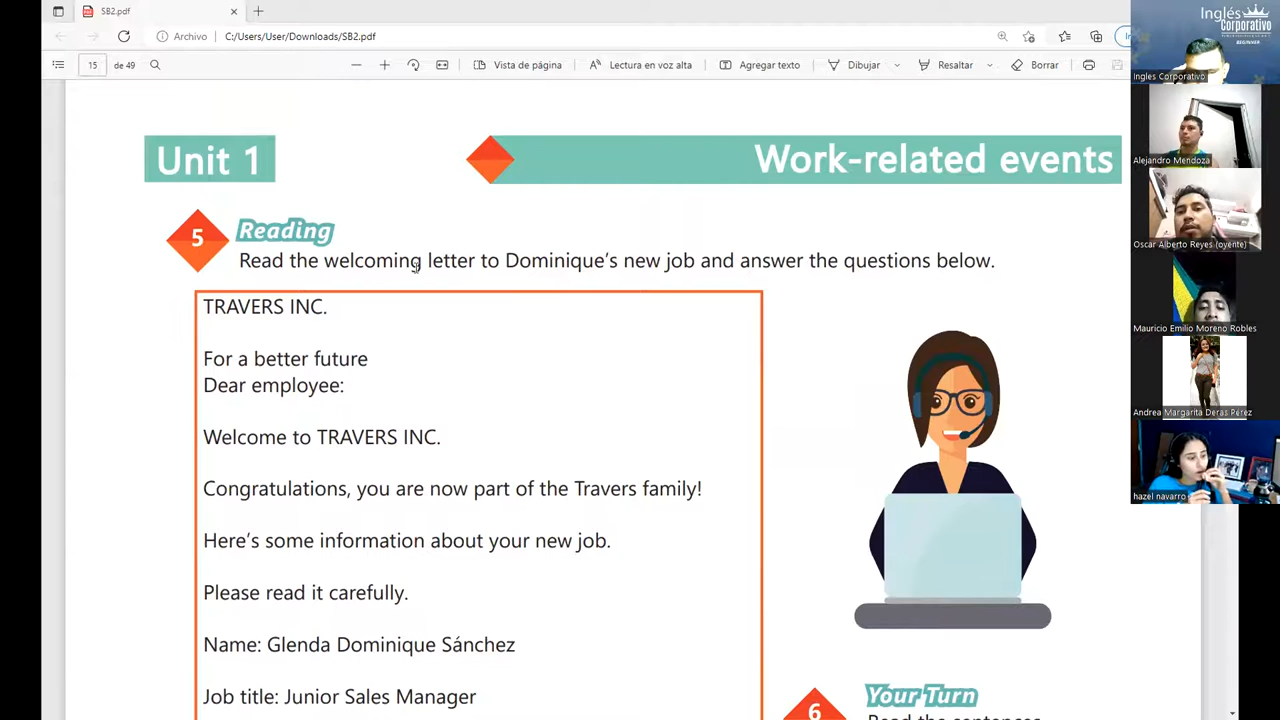 SB2.pdf
Archivo
C:/Users/User/Downloads/SB2.pdf
15
de 49
Vista de página
Lectura en voz alta
Agregar texto
Dibujar
Resaltar
Borrar
Unit 1
Work-related events
5
Reading
Read the welcoming letter to Dominique's new job and answer the questions below.
TRAVERS INC.
For a better future
Dear employee:
Welcome to TRAVERS INC.
Congratulations, you are now part of the Travers family!
Here's some information about your new job.
Please read it carefully.
Name: Glenda Dominique Sánchez
Job title: Junior Sales Manager
6
Your Turn
Read the sentences
Inglés
Corporativo
BEGINNER
Ingles Corporativo
Alejandro Mendoza
Oscar Alberto Reyes (oyente)
Mauricio Emilio Moreno Robles
Andrea Margarita Deras Pérez
hazel navarro